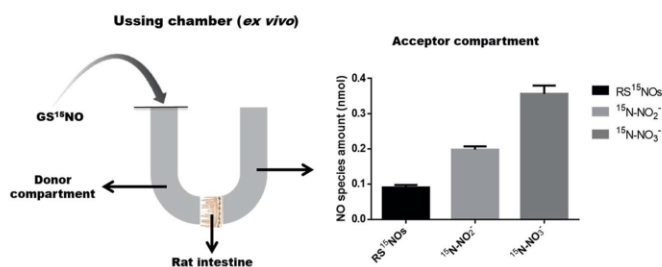 Ussing chamber (ex vivo)
GS¹⁵NO
Donor
compartment
Rat intestine
Acceptor compartment
NO species amount (nmol)
0.4
0.3
0.2
0.1
0.0
RS¹⁵NOs
¹⁵N-NO₂⁻
¹⁵N-NO₃⁻
RS¹⁵NOs
¹⁵N-NO₂⁻
¹⁵N-NO₃⁻